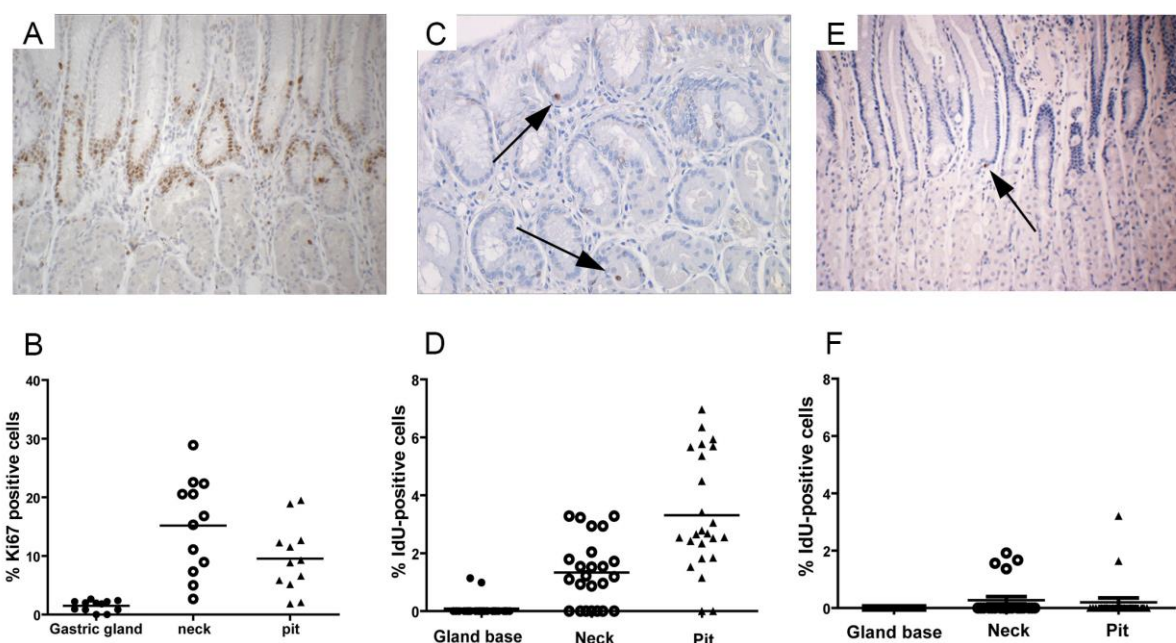 A
C
E
B
% Ki67 positive cells
40
30
20
10
0
Gastric gland neck pit
D
% IdU-positive cells
8
6
4
2
0
Gland base Neck Pit
F
% IdU-positive cells
8
6
4
2
0
Gland base Neck Pit